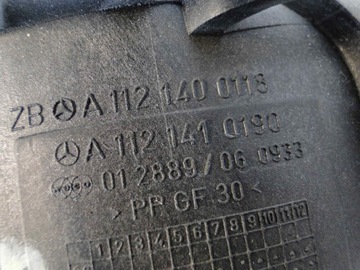 ZB A 112 140 0118
A 112 141 0190
01 2889/06 0933
>PP GF 30<
1 2 3 4 5 6 7 8 9 10 11 12